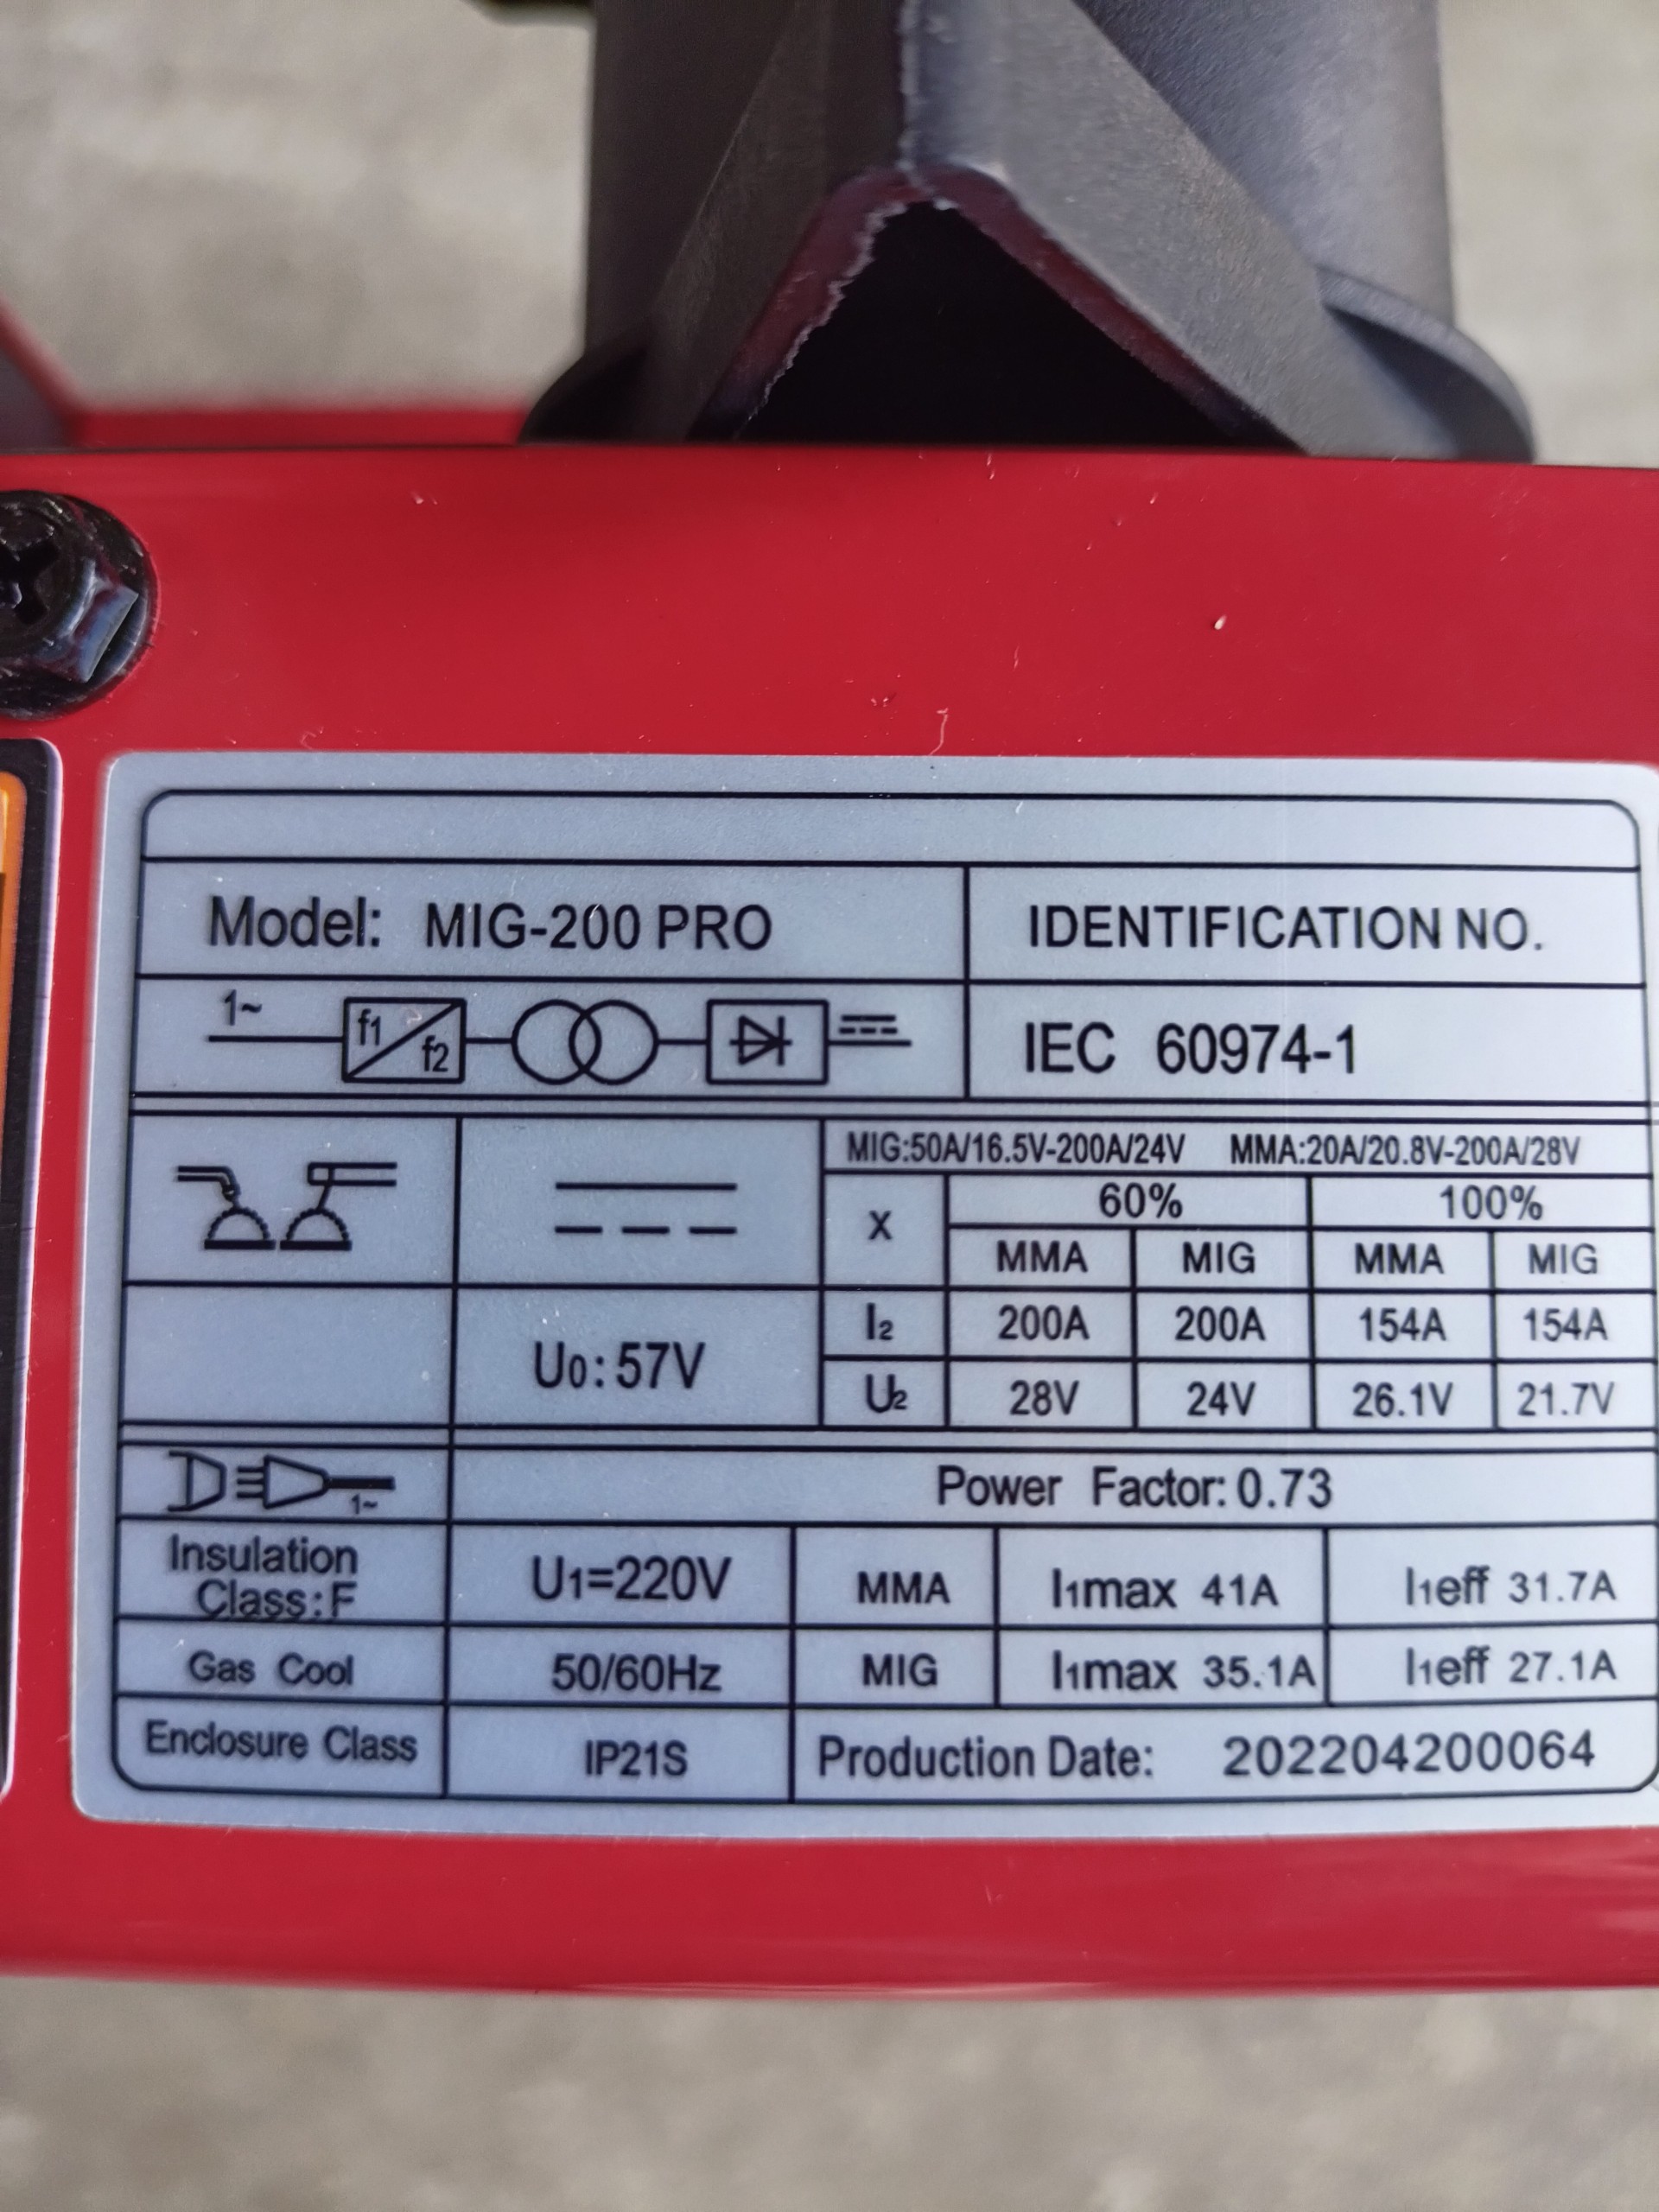 Model: MIG-200 PRO
IDENTIFICATION NO.
1~ f1 f2
IEC 60974-1
MIG:50A/16.5V-200A/24V MMA:20A/20.8V-200A/28V
X 60% 100%
MMA MIG MMA MIG
I2 200A 200A 154A 154A
U0:57V
U2 28V 24V 26.1V 21.7V
1~
Power Factor:0.73
Insulation
Class:F
U1=220V MMA I1max 41A I1eff 31.7A
Gas Cool 50/60Hz MIG I1max 35.1A I1eff 27.1A
Enclosure Class IP21S Production Date: 202204200064